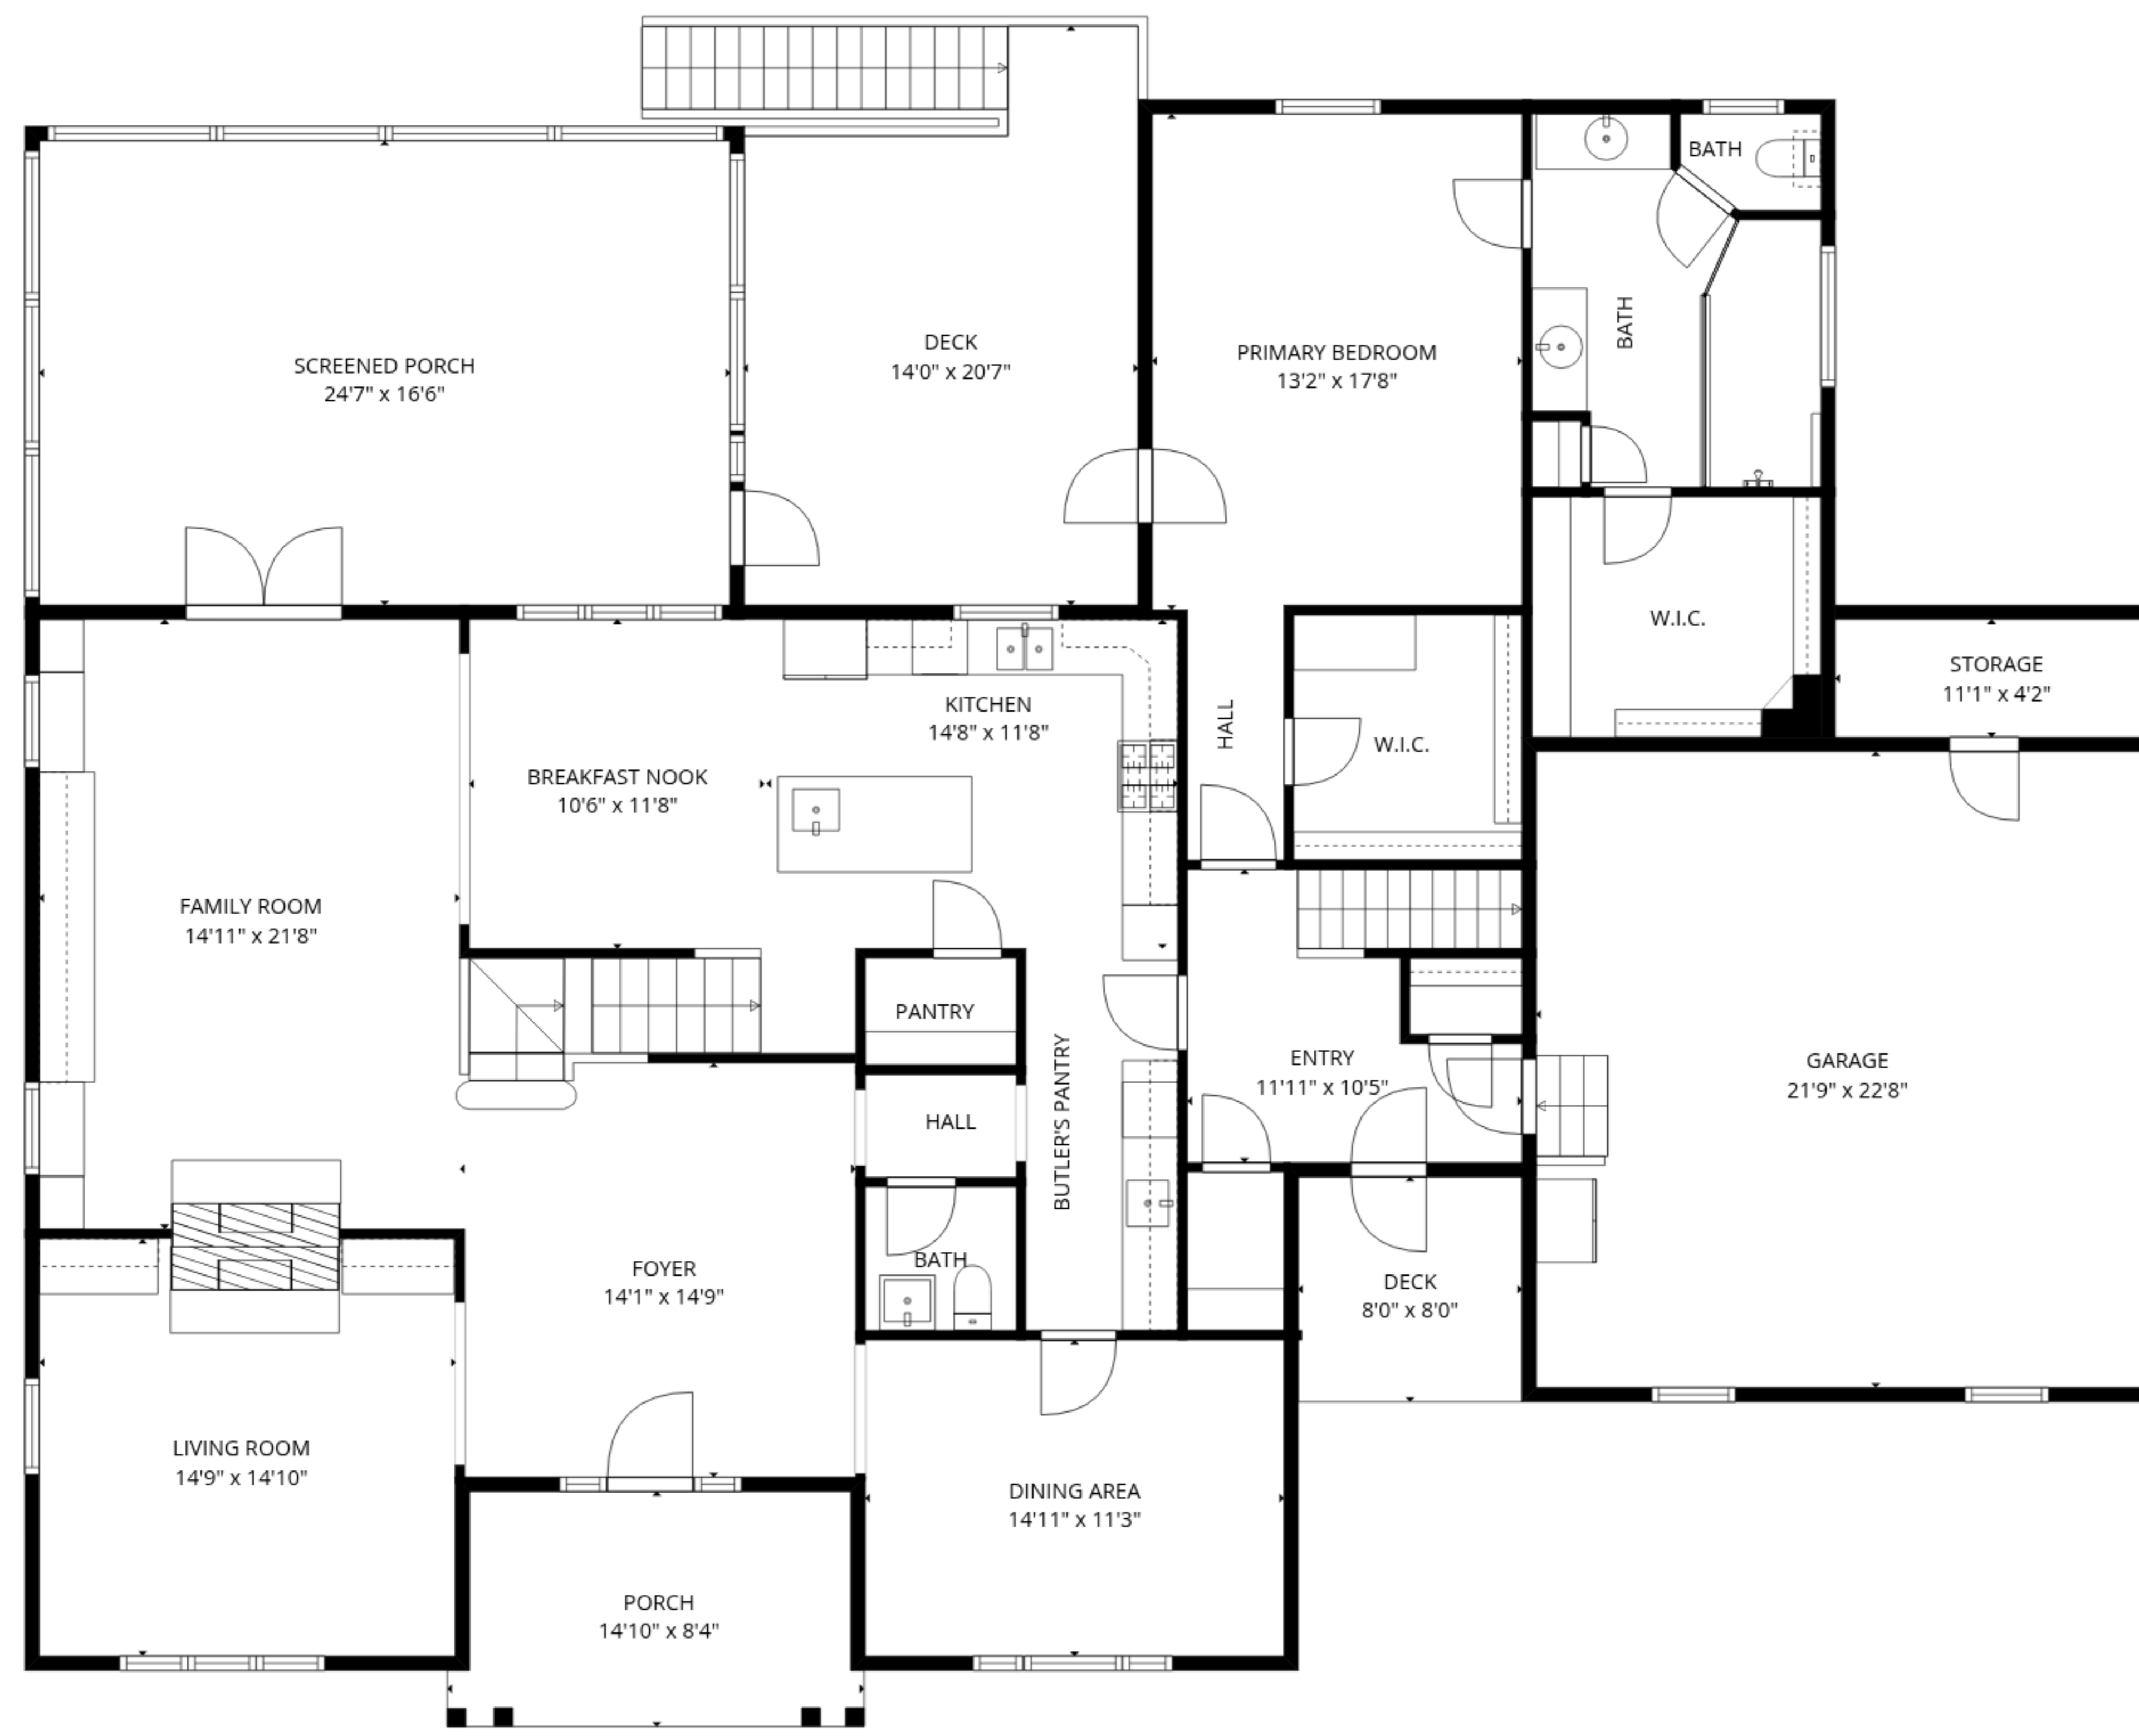 BATH
DECK
14'0" x 20'7"
PRIMARY BEDROOM
13'2" x 17'8"
BATH
SCREENED PORCH
24'7" x 16'6"
W.I.C.
STORAGE
11'1" x 4'2"
KITCHEN
14'8" x 11'8"
HALL
W.I.C.
BREAKFAST NOOK
10'6" x 11'8"
FAMILY ROOM
14'11" x 21'8"
PANTRY
ENTRY
11'11" x 10'5"
GARAGE
21'9" x 22'8"
HALL
BUTLER'S PANTRY
BATH
FOYER
14'1" x 14'9"
DECK
8'0" x 8'0"
LIVING ROOM
14'9" x 14'10"
DINING AREA
14'11" x 11'3"
PORCH
14'10" x 8'4"